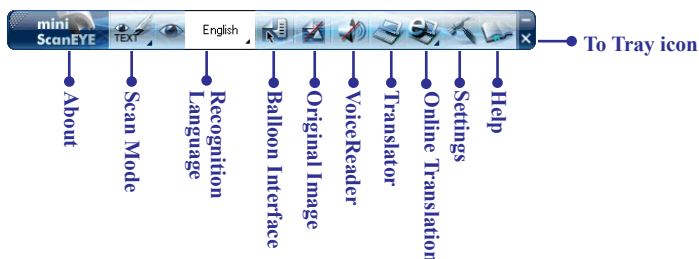 mini
ScanEYE
TEXT
English
To Tray icon
About
Scan Mode
Recognition
Language
Balloon Interface
Original Image
VoiceReader
Translator
Online Translation
Settings
Help